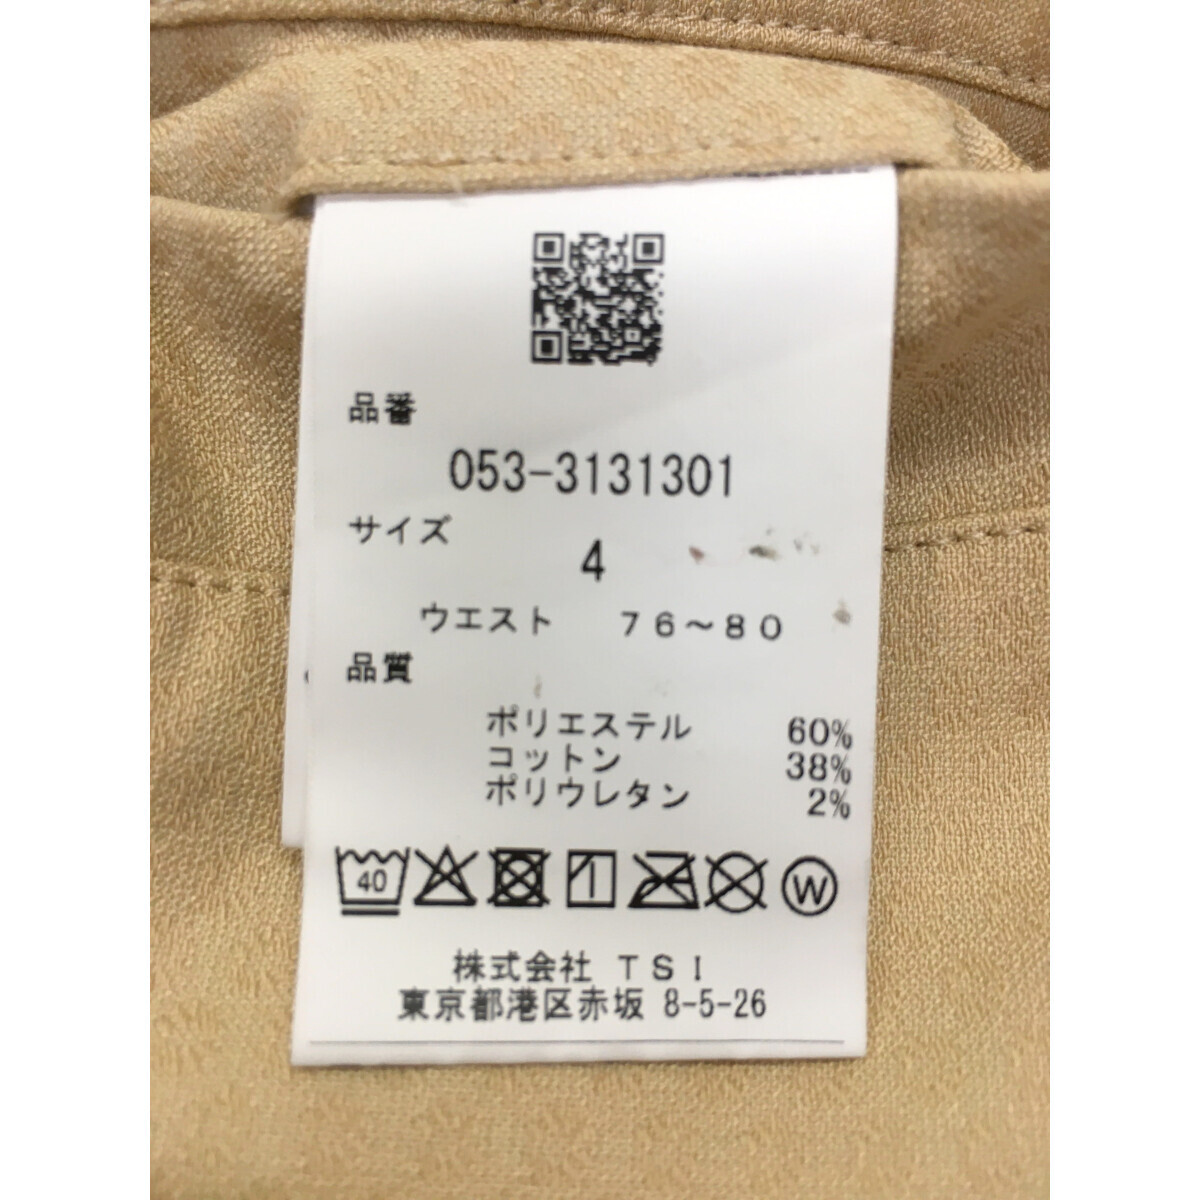 品番
053-3131301
サイズ
4
ウエスト 76～80
品質
ポリエステル 60%
コットン 38%
ポリウレタン 2%
40 W
株式会社 TSI
東京都港区赤坂 8-5-26